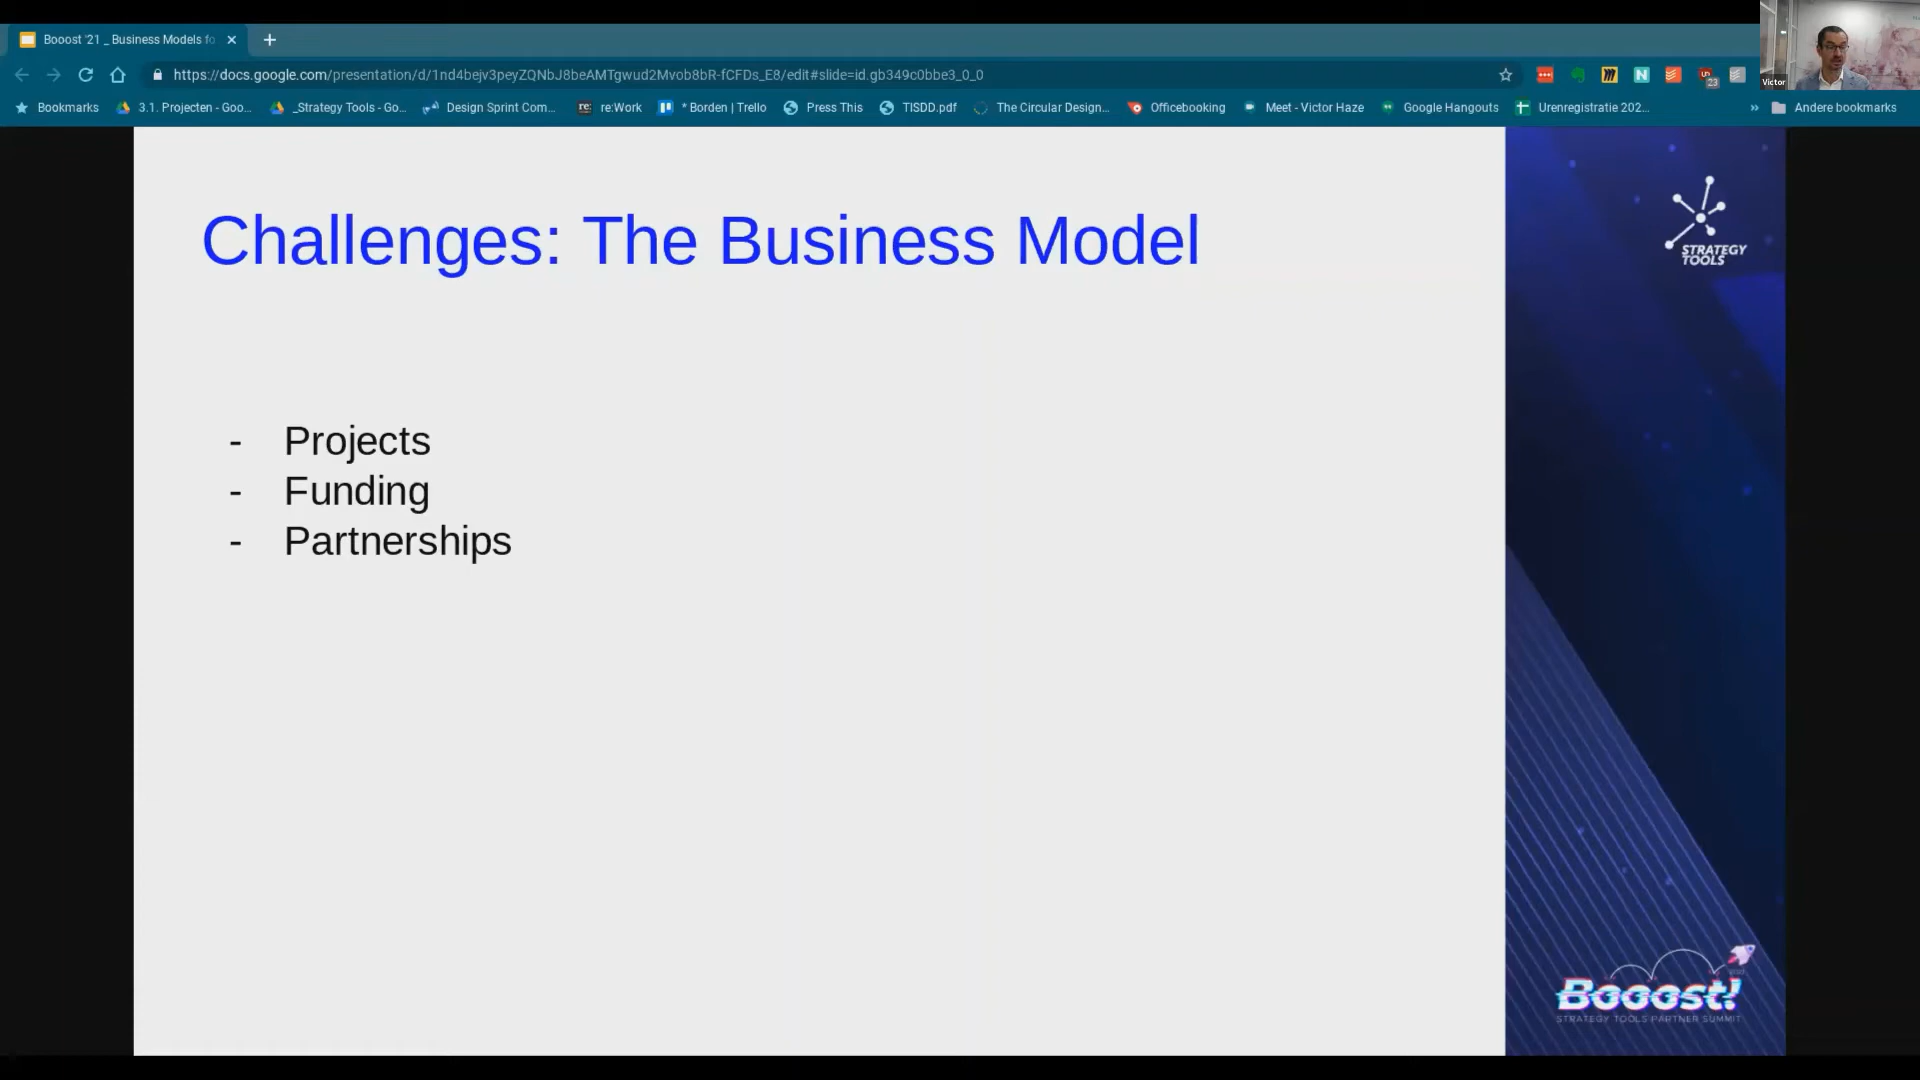 Booost '21 _ Business Models fo
https://docs.google.com/presentation/d/1nd4bejv3peyZQNbJ8beAMTgwud2Mvob8bR-fCFDs_E8/edit#slide=id.gb349c0bbe3_0_0
23
Victor
Bookmarks
3.1. Projecten - Goo...
_Strategy Tools - Go...
Design Sprint Com...
re: re:Work
* Borden | Trello
Press This
TISDD.pdf
The Circular Design...
Officebooking
Meet - Victor Haze
Google Hangouts
Urenregistratie 202...
» Andere bookmarks
Challenges: The Business Model
STRATEGY
TOOLS
- Projects
- Funding
- Partnerships
Booost!
STRATEGY TOOLS PARTNER SUMMIT